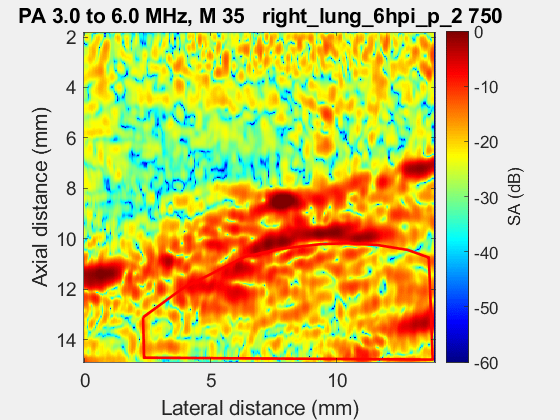 PA 3.0 to 6.0 MHz, M 35 right_lung_6hpi_p_2 750
2
4
6
8
10
12
14
Axial distance (mm)
0 5 10
Lateral distance (mm)
0
-10
-20
-30
-40
-50
-60
SA (dB)